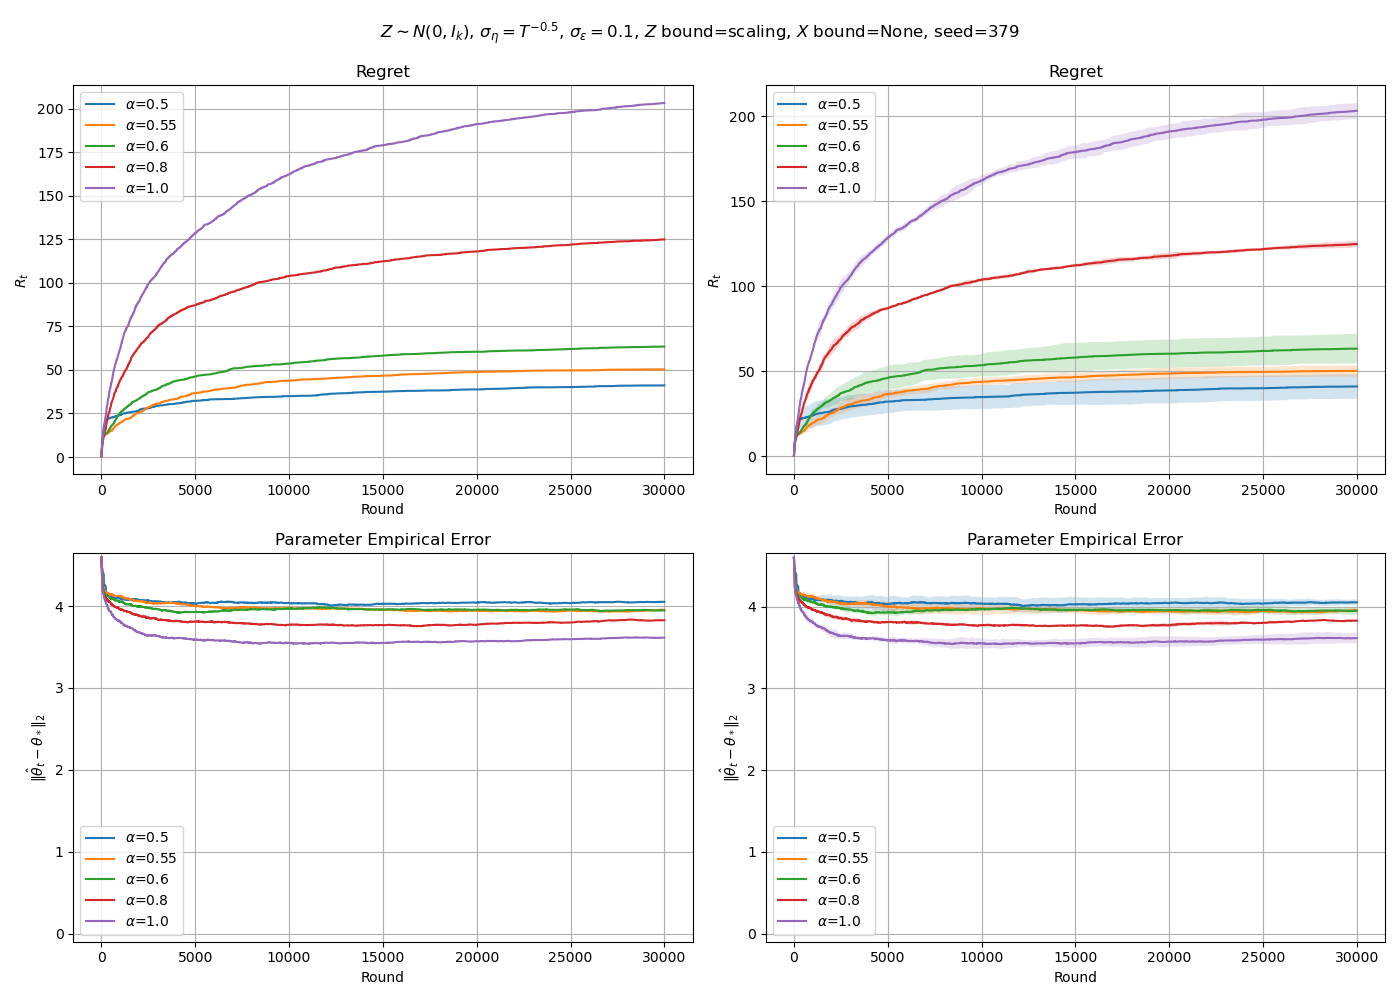 Z ~ N(0, I_k), σ_η = T^{-0.5}, σ_ε = 0.1, Z bound=scaling, X bound=None, seed=379
Regret
α=0.5
α=0.55
α=0.6
α=0.8
α=1.0
200
175
150
125
100
75
50
25
0
R_t
0 5000 10000 15000 20000 25000 30000
Round
Regret
α=0.5
α=0.55
α=0.6
α=0.8
α=1.0
200
150
100
50
0
R_t
0 5000 10000 15000 20000 25000 30000
Round
Parameter Empirical Error
4
3
2
1
0
‖θ̂_t − θ_*‖_2
α=0.5
α=0.55
α=0.6
α=0.8
α=1.0
0 5000 10000 15000 20000 25000 30000
Round
Parameter Empirical Error
4
3
2
1
0
‖θ̂_t − θ_*‖_2
α=0.5
α=0.55
α=0.6
α=0.8
α=1.0
0 5000 10000 15000 20000 25000 30000
Round